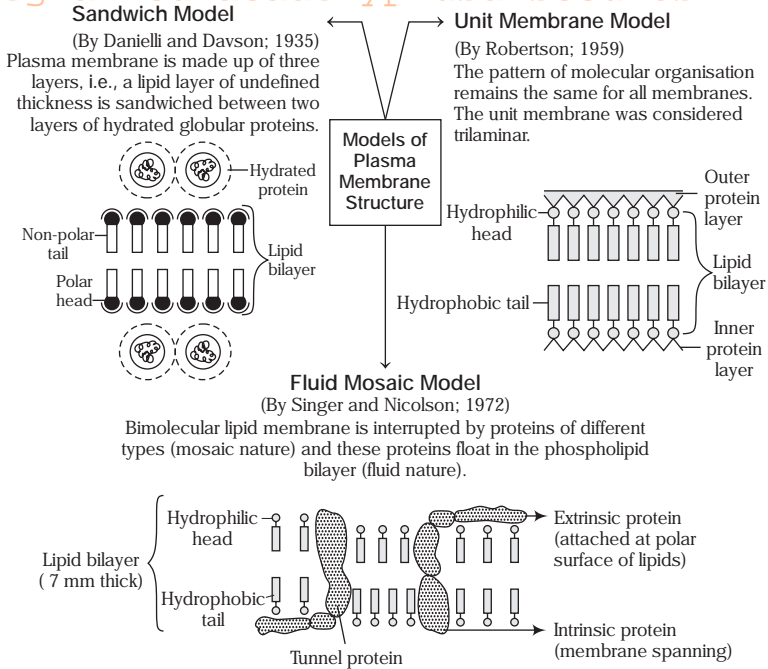 Sandwich Model
(By Danielli and Davson; 1935)
Plasma membrane is made up of three
layers, i.e., a lipid layer of undefined
thickness is sandwiched between two
layers of hydrated globular proteins.
Unit Membrane Model
(By Robertson; 1959)
The pattern of molecular organisation
remains the same for all membranes.
The unit membrane was considered
trilaminar.
Models of
Plasma
Membrane
Structure
Hydrated
protein
Non-polar
tail
Polar
head
Lipid
bilayer
Outer
protein
layer
Hydrophilic
head
Lipid
bilayer
Hydrophobic tail
Inner
protein
layer
Fluid Mosaic Model
(By Singer and Nicolson; 1972)
Bimolecular lipid membrane is interrupted by proteins of different
types (mosaic nature) and these proteins float in the phospholipid
bilayer (fluid nature).
Hydrophilic
head
Lipid bilayer
( 7 mm thick)
Hydrophobic
tail
Tunnel protein
Extrinsic protein
(attached at polar
surface of lipids)
Intrinsic protein
(membrane spanning)